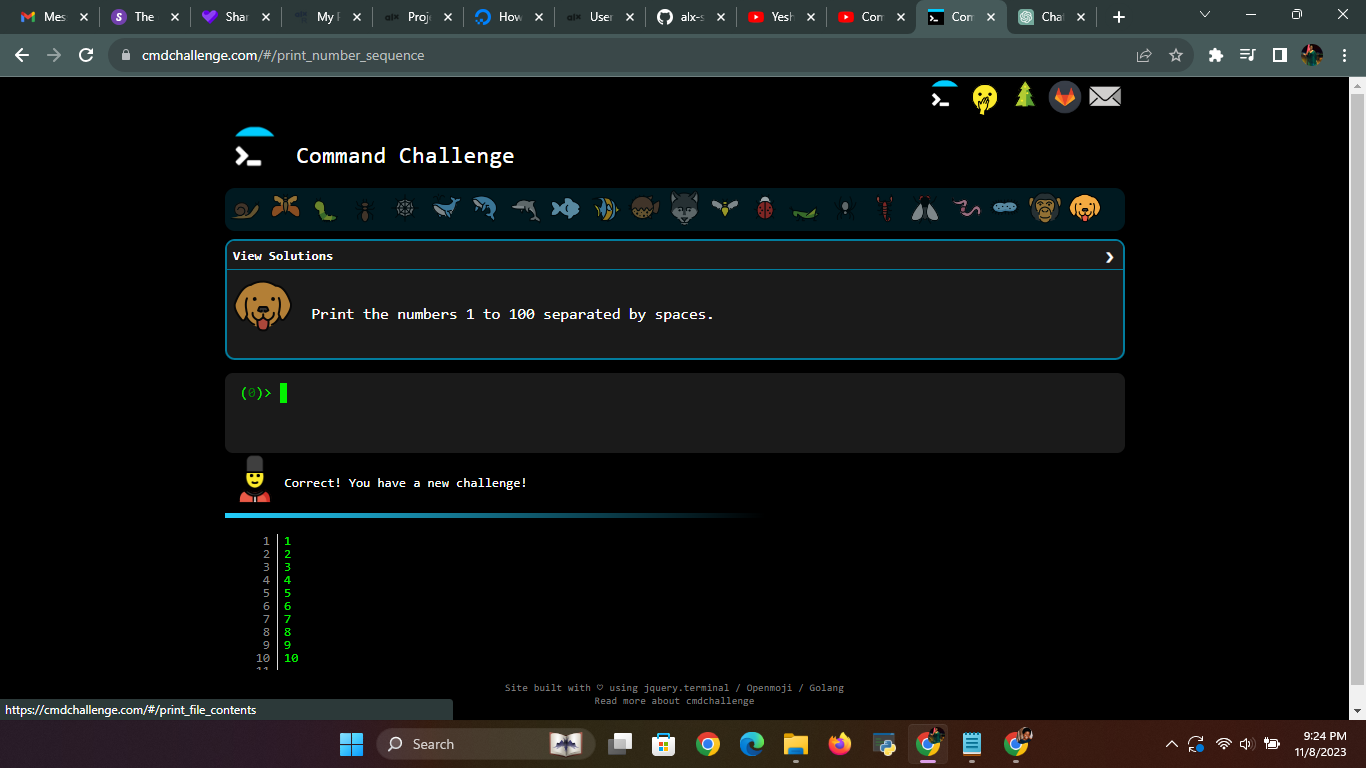 Mes
The
Shar
My P
Proje
How
User
alx-s
Yesh
Com
Com
Chat
cmdchallenge.com/#/print_number_sequence
Command Challenge
View Solutions
Print the numbers 1 to 100 separated by spaces.
(0)>
Correct! You have a new challenge!
1 1
2 2
3 3
4 4
5 5
6 6
7 7
8 8
9 9
10 10
Site built with ♡ using jquery.terminal / Openmoji / Golang
Read more about cmdchallenge
https://cmdchallenge.com/#/print_file_contents
Search
9:24 PM
11/8/2023